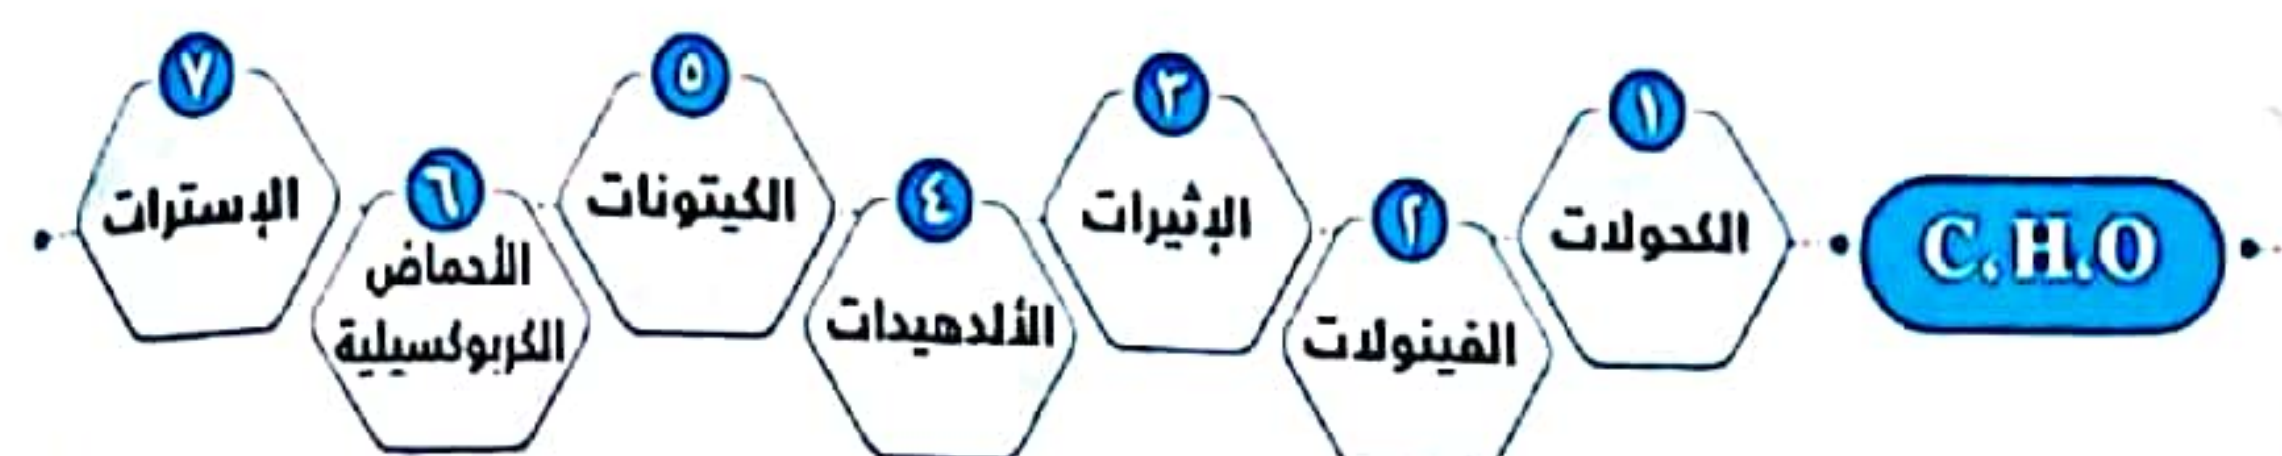 C.H.O
١
الكحولات
٢
الفينولات
٣
الإثيرات
٤
الألدهيدات
٥
الكيتونات
٦
الأحماض
الكربوكسيلية
٧
الإسترات